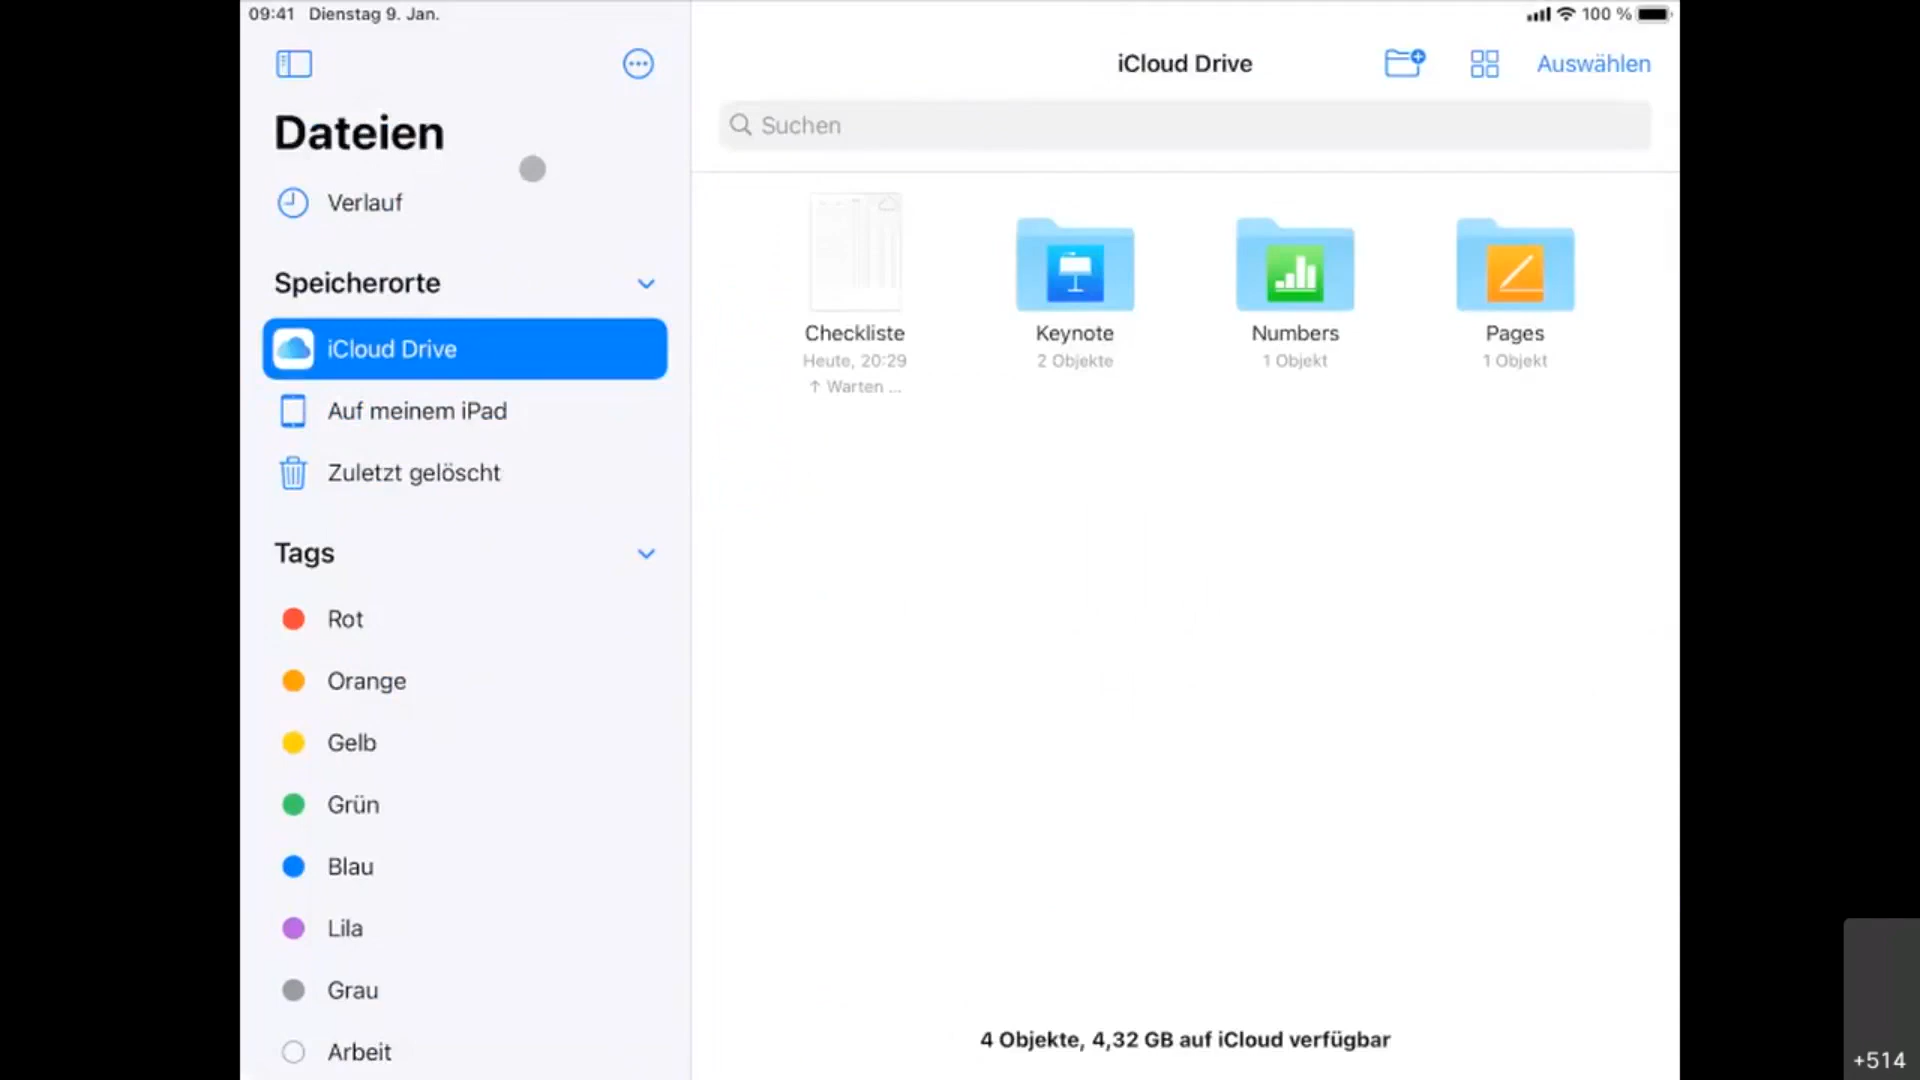 09:41 Dienstag 9. Jan.
100 %
Dateien
Verlauf
Speicherorte
iCloud Drive
Auf meinem iPad
Zuletzt gelöscht
Tags
Rot
Orange
Gelb
Grün
Blau
Lila
Grau
Arbeit
iCloud Drive
Auswählen
Suchen
Checkliste
Heute, 20:29
↑ Warten ...
Keynote
2 Objekte
Numbers
1 Objekt
Pages
1 Objekt
4 Objekte, 4,32 GB auf iCloud verfügbar
+514